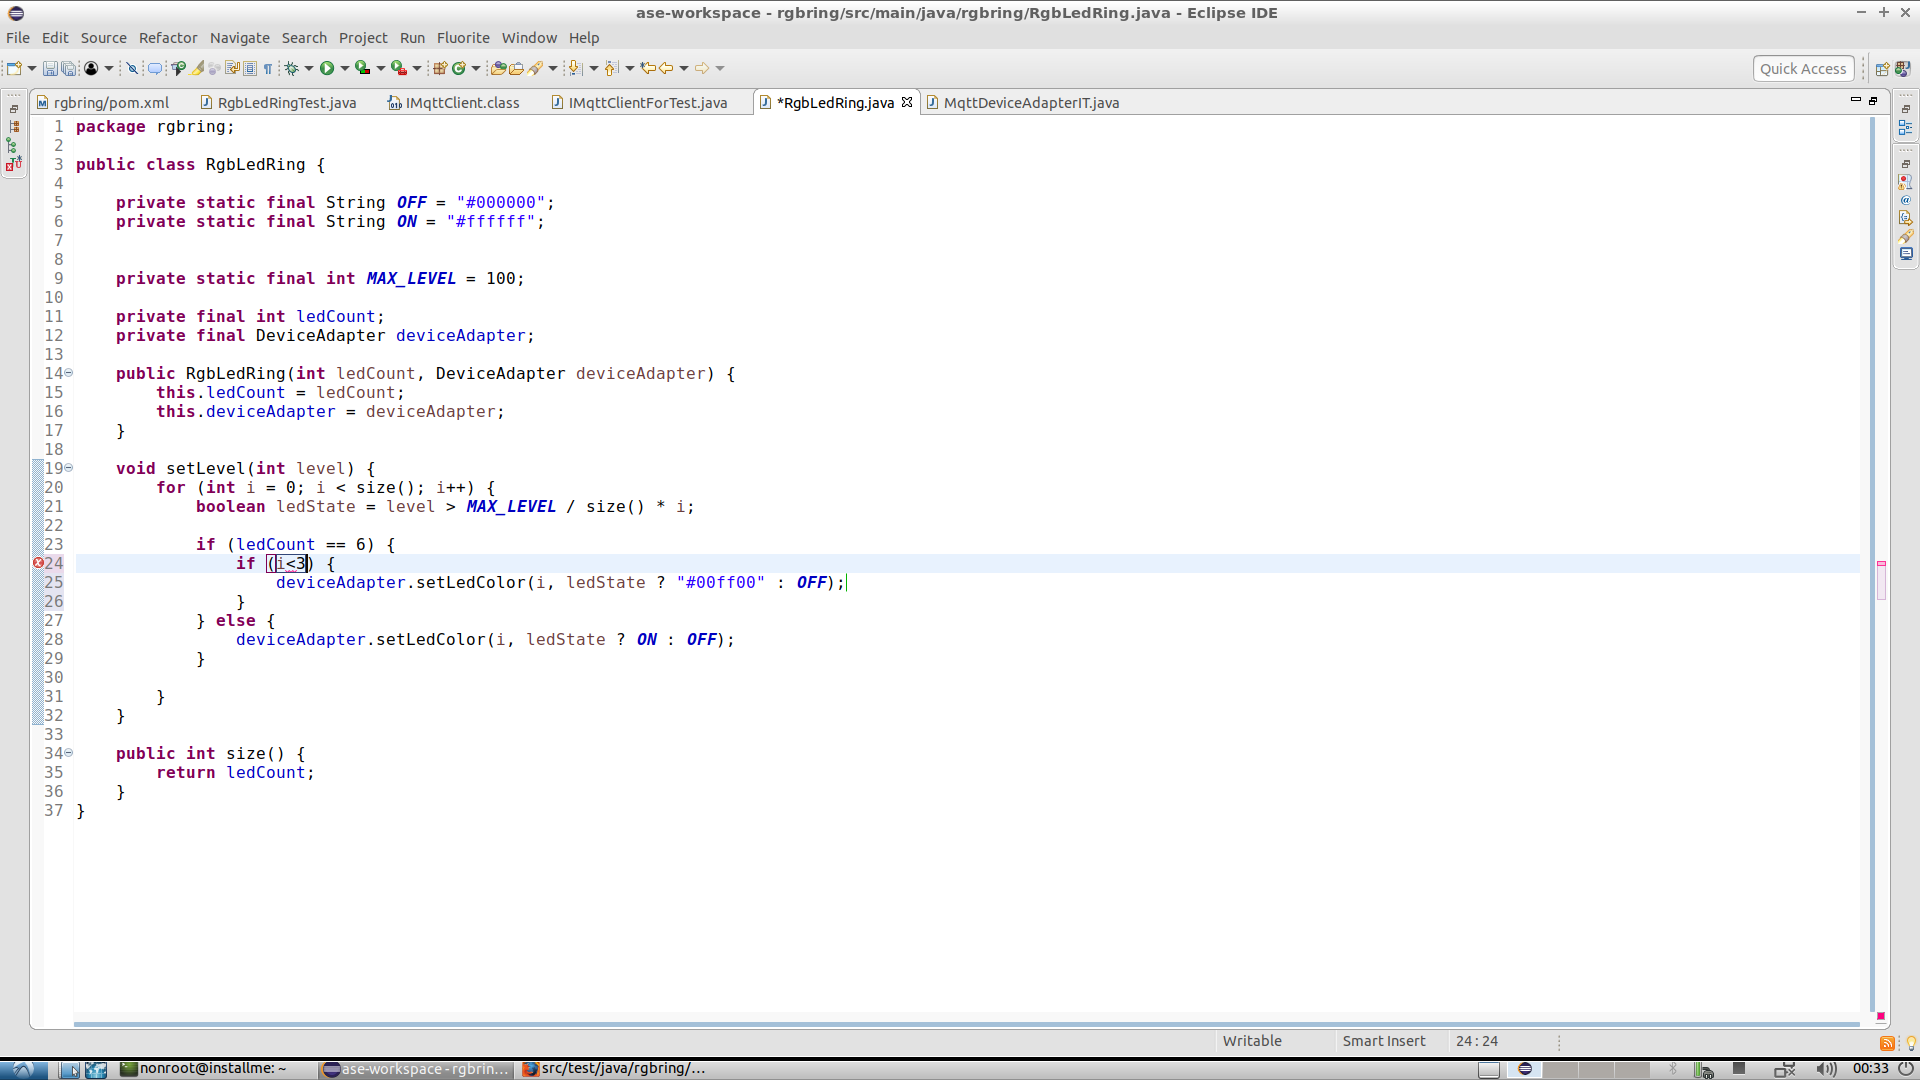 ase-workspace - rgbring/src/main/java/rgbring/RgbLedRing.java - Eclipse IDE
File Edit Source Refactor Navigate Search Project Run Fluorite Window Help
Quick Access
rgbring/pom.xml RgbLedRingTest.java IMqttClient.class IMqttClientForTest.java *RgbLedRing.java MqttDeviceAdapterIT.java
1 package rgbring;
2
3 public class RgbLedRing {
4
5     private static final String OFF = "#000000";
6     private static final String ON = "#ffffff";
7
8
9     private static final int MAX_LEVEL = 100;
10
11     private final int ledCount;
12     private final DeviceAdapter deviceAdapter;
13
14     public RgbLedRing(int ledCount, DeviceAdapter deviceAdapter) {
15         this.ledCount = ledCount;
16         this.deviceAdapter = deviceAdapter;
17     }
18
19     void setLevel(int level) {
20         for (int i = 0; i < size(); i++) {
21             boolean ledState = level > MAX_LEVEL / size() * i;
22
23             if (ledCount == 6) {
24                 if (i<3) {
25                     deviceAdapter.setLedColor(i, ledState ? "#00ff00" : OFF);
26                 }
27             } else {
28                 deviceAdapter.setLedColor(i, ledState ? ON : OFF);
29             }
30
31         }
32     }
33
34     public int size() {
35         return ledCount;
36     }
37 }
Writable Smart Insert 24 : 24
nonroot@installme: ~ ase-workspace - rgbrin... src/test/java/rgbring/... 00:33